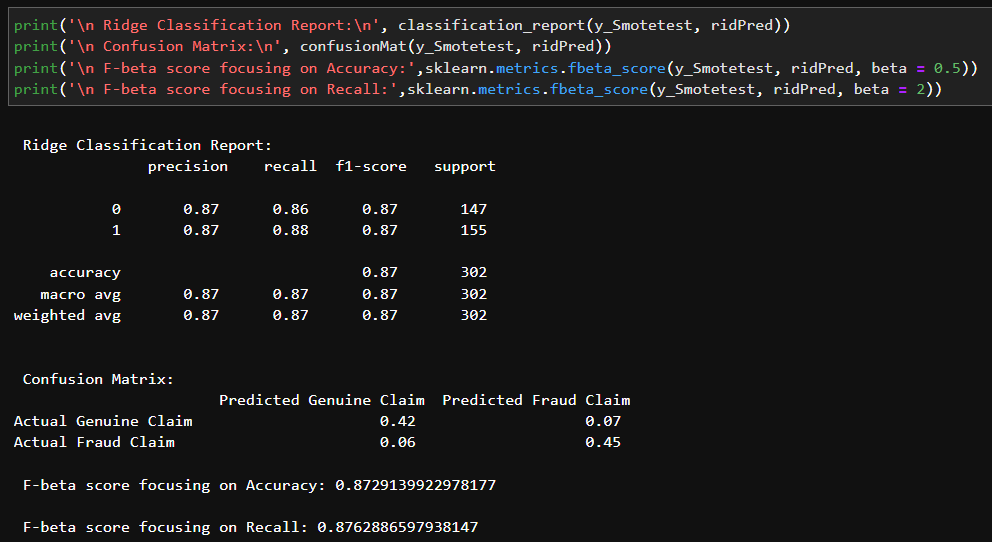 print('\n Ridge Classification Report:\n', classification_report(y_Smotetest, ridPred))
print('\n Confusion Matrix:\n', confusionMat(y_Smotetest, ridPred))
print('\n F-beta score focusing on Accuracy:',sklearn.metrics.fbeta_score(y_Smotetest, ridPred, beta = 0.5))
print('\n F-beta score focusing on Recall:',sklearn.metrics.fbeta_score(y_Smotetest, ridPred, beta = 2))
Ridge Classification Report:
precision recall f1-score support
0 0.87 0.86 0.87 147
1 0.87 0.88 0.87 155
accuracy 0.87 302
macro avg 0.87 0.87 0.87 302
weighted avg 0.87 0.87 0.87 302
Confusion Matrix:
Predicted Genuine Claim Predicted Fraud Claim
Actual Genuine Claim 0.42 0.07
Actual Fraud Claim 0.06 0.45
F-beta score focusing on Accuracy: 0.8729139922978177
F-beta score focusing on Recall: 0.8762886597938147